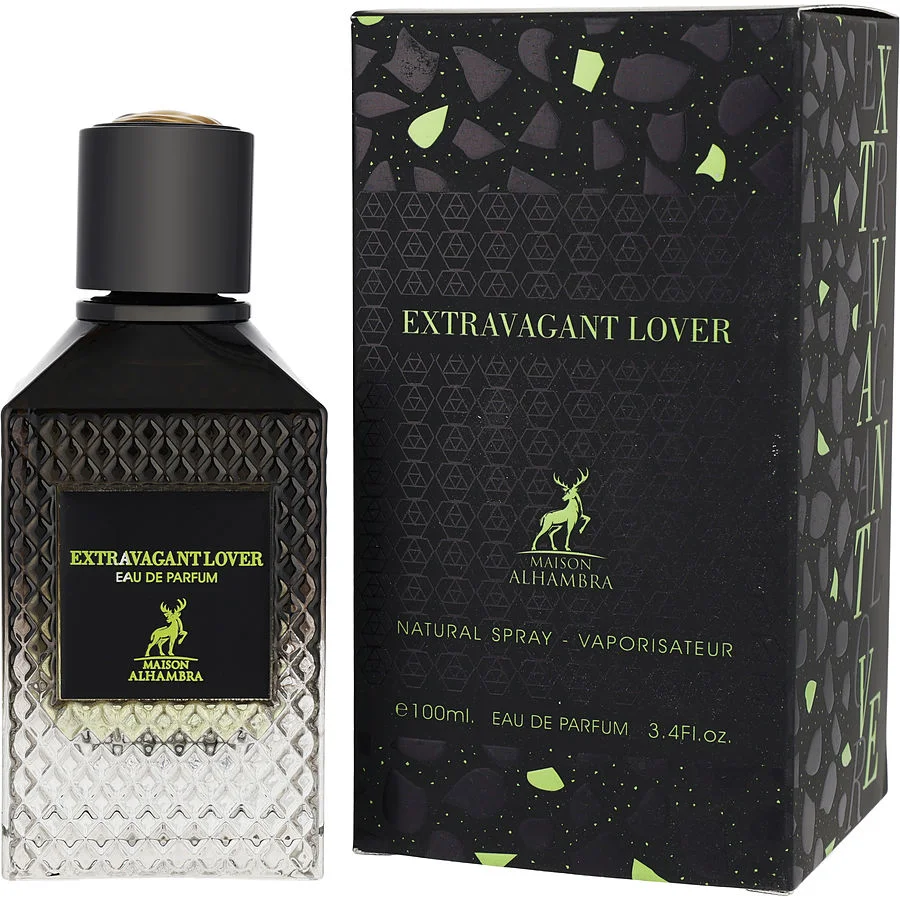 EXTRAVAGANT LOVER
EAU DE PARFUM
MAISON
ALHAMBRA
EXTRAVAGANT LOVER
MAISON
ALHAMBRA
NATURAL SPRAY - VAPORISATEUR
℮100ml. EAU DE PARFUM 3.4Fl.oz.